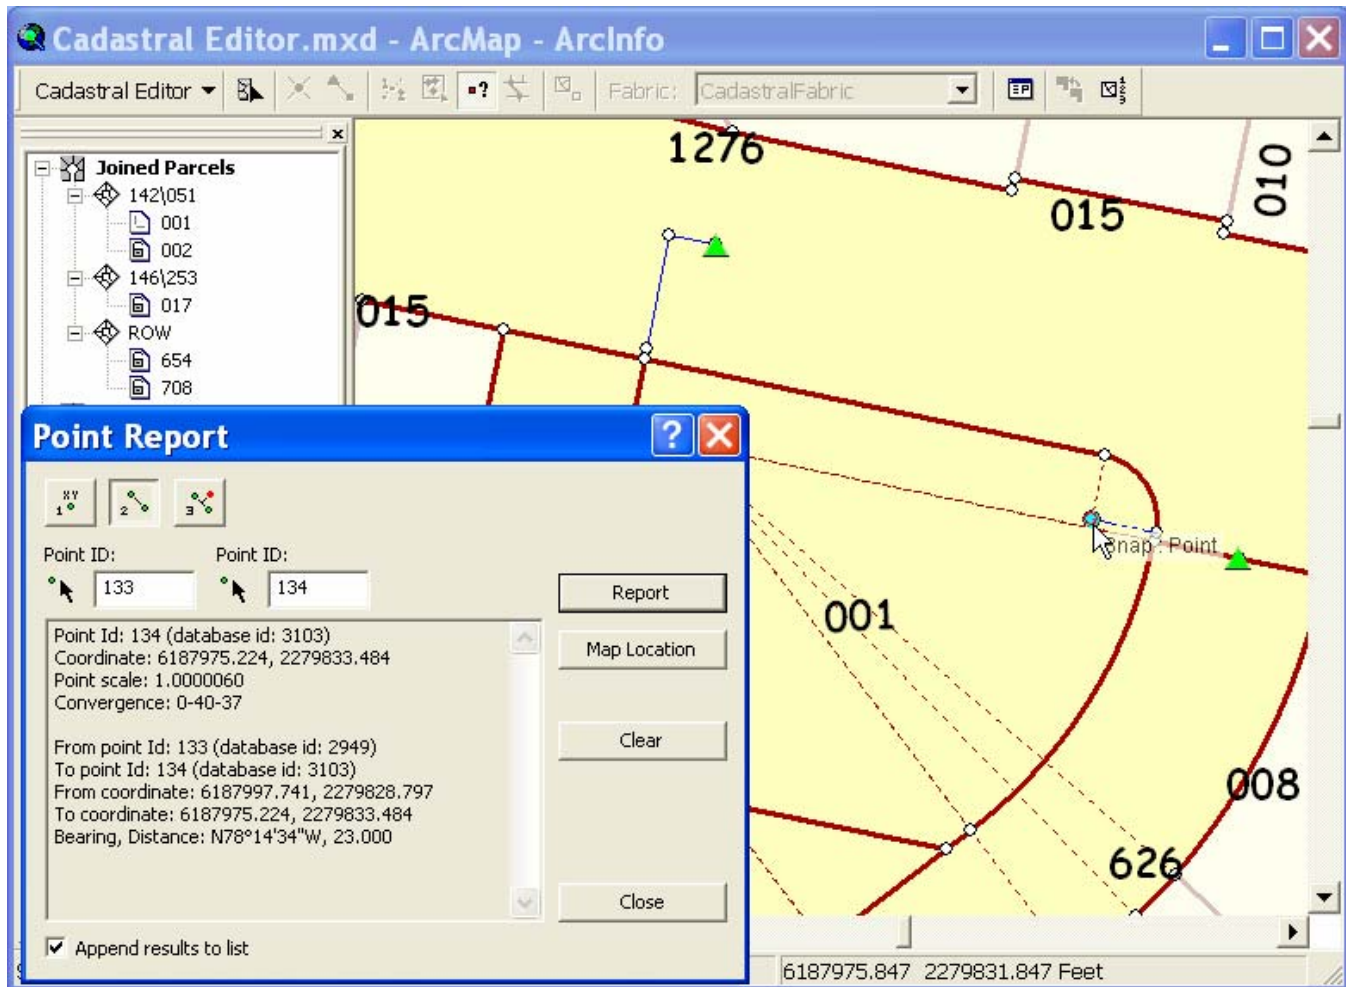 Cadastral Editor.mxd - ArcMap - ArcInfo
Cadastral Editor
Fabric: CadastralFabric
Joined Parcels
142\051
001
002
146\253
017
ROW
654
708
1276
015
010
015
Snap : Point
001
008
626
Point Report
Point ID: Point ID:
133 134
Report
Map Location
Clear
Close
Point Id: 134 (database id: 3103)
Coordinate: 6187975.224, 2279833.484
Point scale: 1.0000060
Convergence: 0-40-37
From point Id: 133 (database id: 2949)
To point Id: 134 (database id: 3103)
From coordinate: 6187997.741, 2279828.797
To coordinate: 6187975.224, 2279833.484
Bearing, Distance: N78°14'34"W, 23.000
Append results to list
6187975.847 2279831.847 Feet